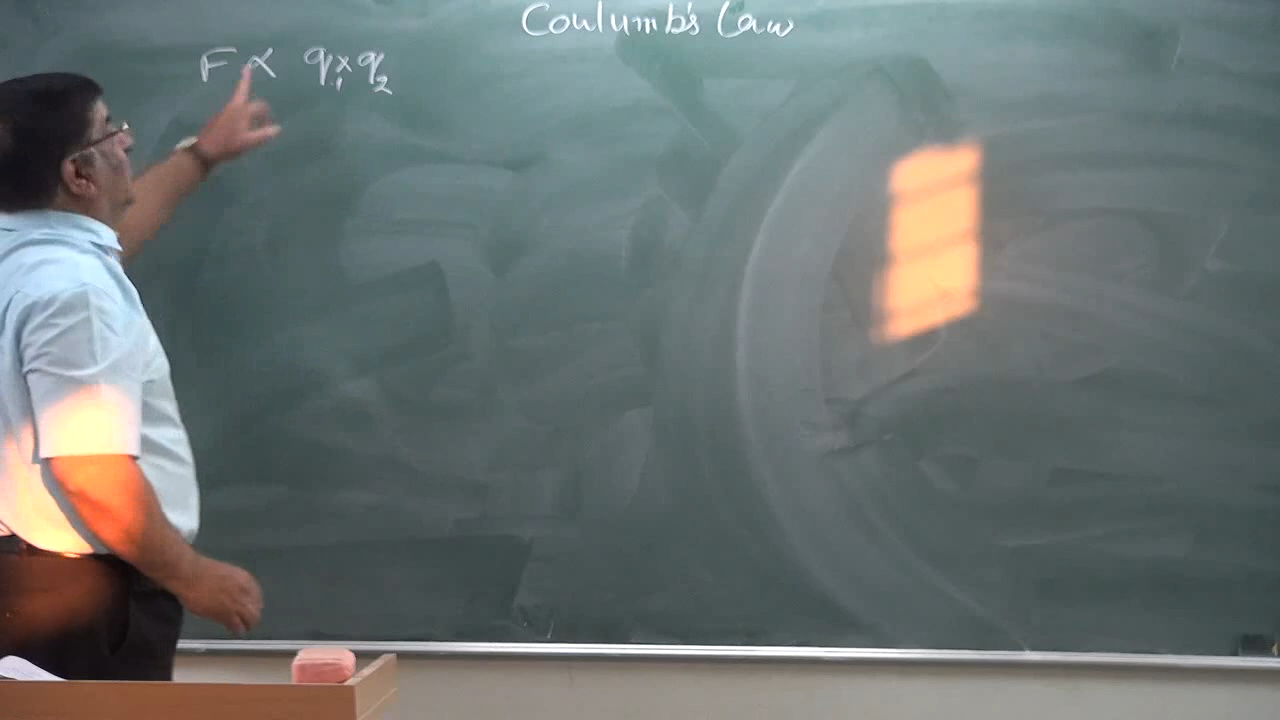 Coulumb's Law
F ∝ q₁ × q₂